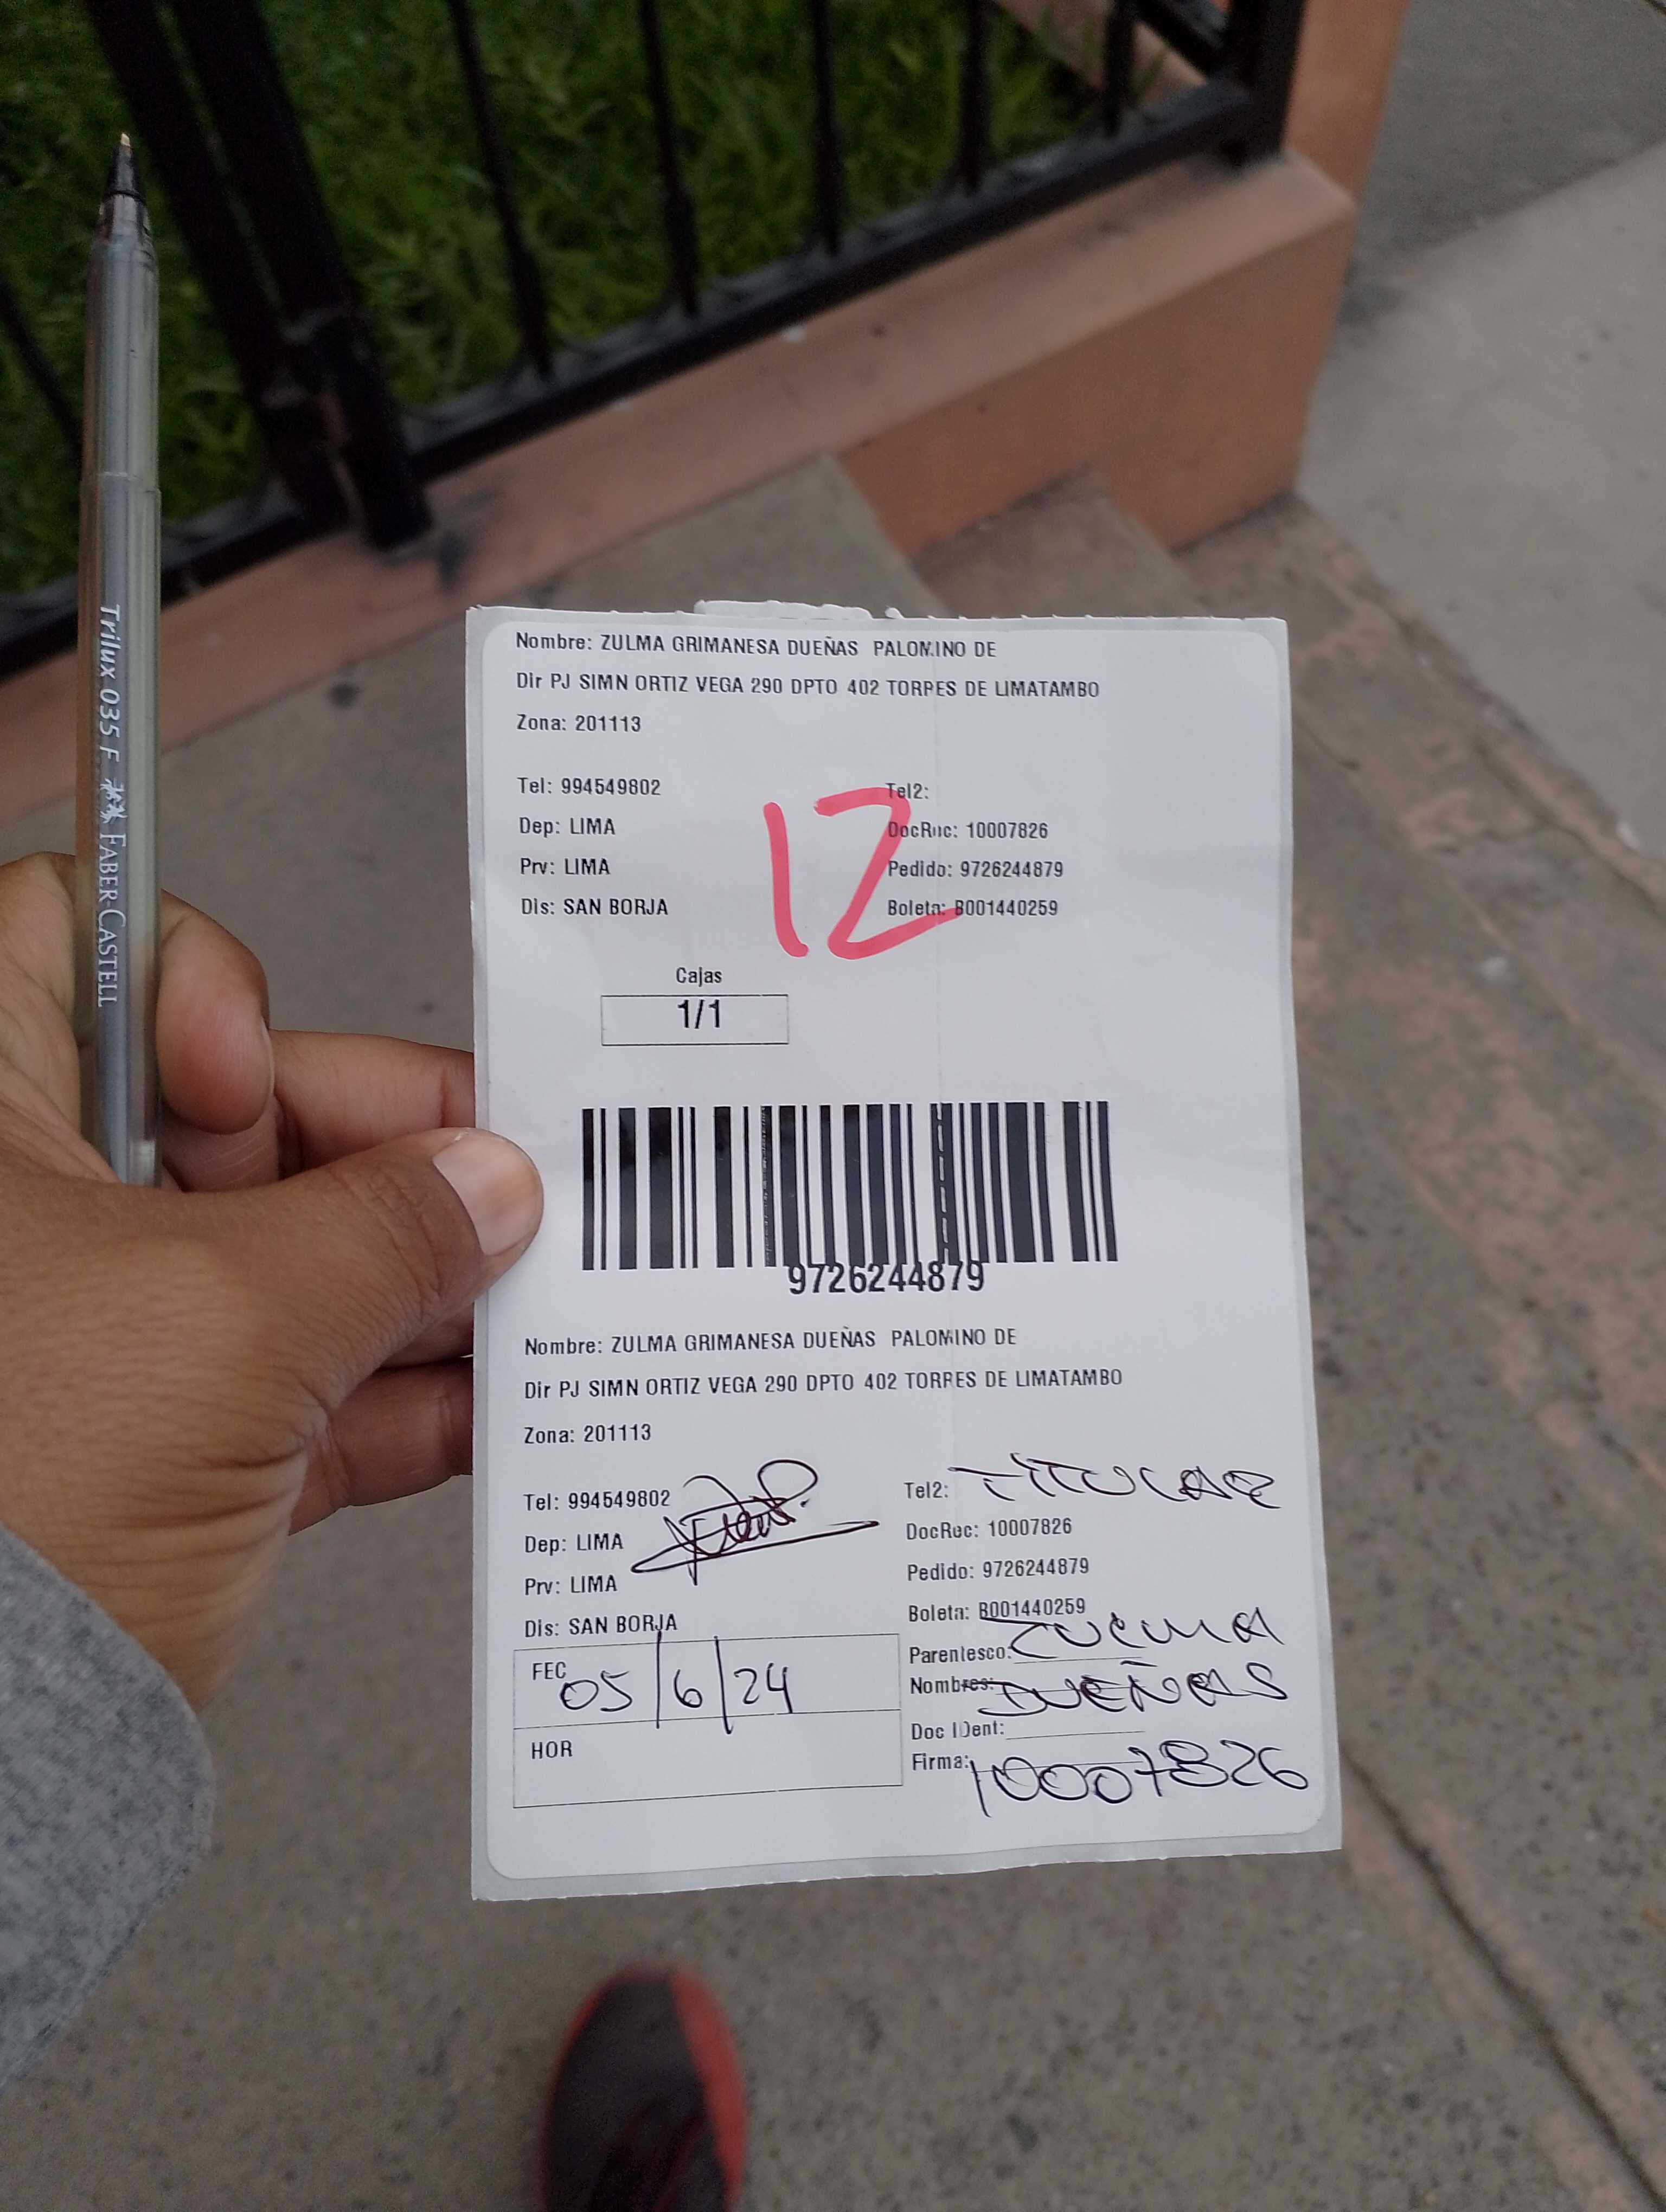 Trilux 035 F FABER-CASTELL
Nombre: ZULMA GRIMANESA DUEÑAS PALOMINO DE
Dir PJ SIMN ORTIZ VEGA 290 DPTO 402 TORRES DE LIMATAMBO
Zona: 201113
Tel: 994549802 Tel2:
Dep: LIMA DocRec: 10007826
Prv: LIMA Pedido: 9726244879
Dis: SAN BORJA Boleta: B001440259
12
Cajas
1/1
9726244879
Nombre: ZULMA GRIMANESA DUEÑAS PALOMINO DE
Dir PJ SIMN ORTIZ VEGA 290 DPTO 402 TORRES DE LIMATAMBO
Zona: 201113
Tel: 994549802 Tel2: TITULAR
Dep: LIMA DocRec: 10007826
Prv: LIMA Pedido: 9726244879
Dis: SAN BORJA Boleta: B001440259
FEC 05/6/24 Parentesco: ZULMA
Nombres: DUEÑAS
HOR Doc IDent:
Firma: 10007826